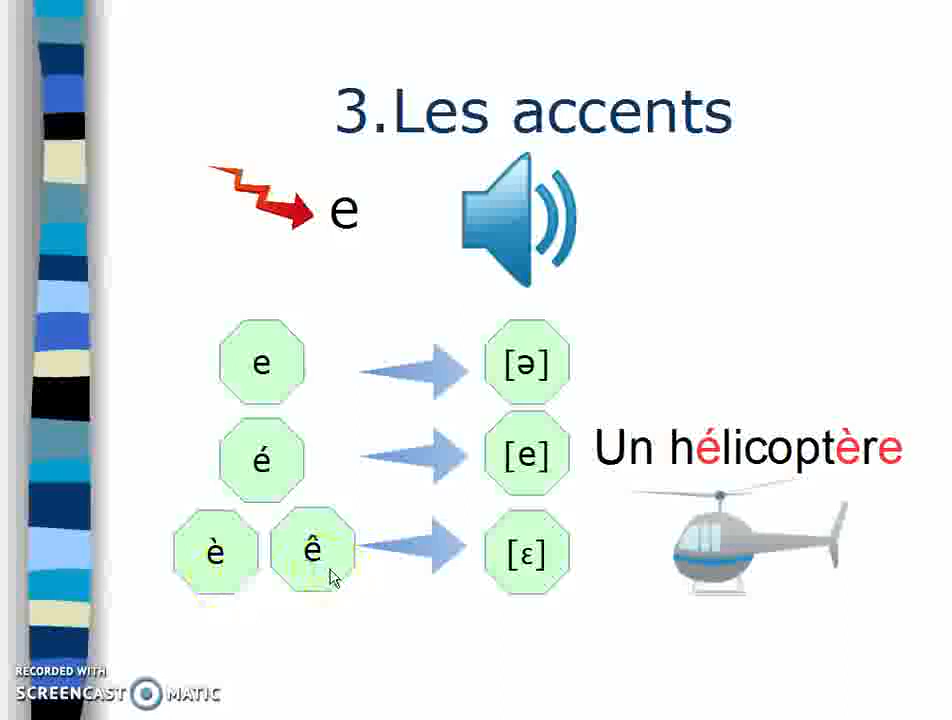 3.Les accents
e
e [ə]
é [e]
Un hélicoptère
è ê [ɛ]
RECORDED WITH
SCREENCAST MATIC